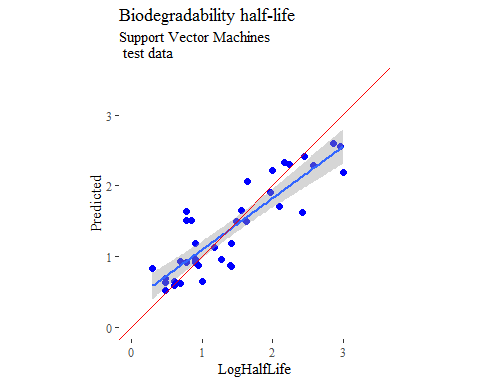 Biodegradability half-life
Support Vector Machines
test data
3
2
1
0
Predicted
0 1 2 3
LogHalfLife